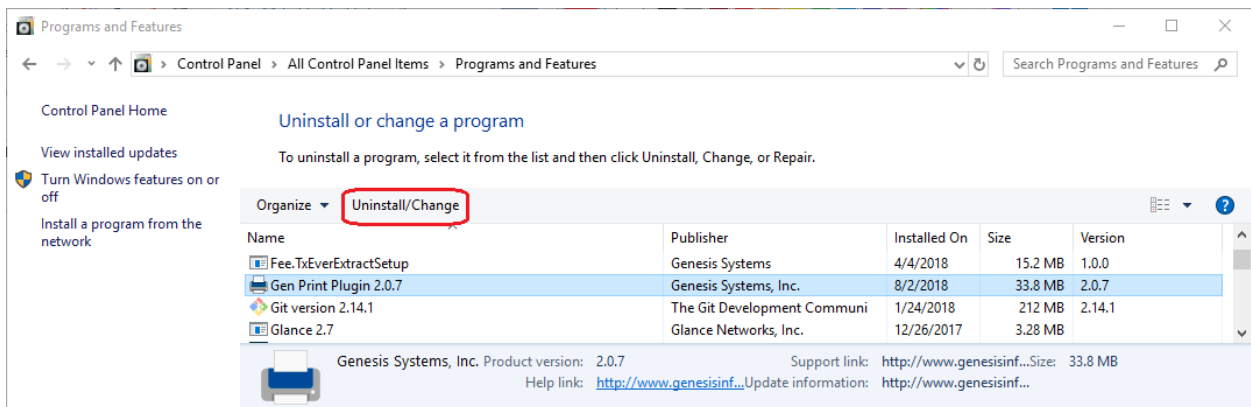 Programs and Features
Control Panel > All Control Panel Items > Programs and Features
Search Programs and Features
Control Panel Home
View installed updates
Turn Windows features on or
off
Install a program from the
network
Uninstall or change a program
To uninstall a program, select it from the list and then click Uninstall, Change, or Repair.
Organize Uninstall/Change
Name Publisher Installed On Size Version
Fee.TxEverExtractSetup Genesis Systems 4/4/2018 15.2 MB 1.0.0
Gen Print Plugin 2.0.7 Genesis Systems, Inc. 8/2/2018 33.8 MB 2.0.7
Git version 2.14.1 The Git Development Communi 1/24/2018 212 MB 2.14.1
Glance 2.7 Glance Networks, Inc. 12/26/2017 3.28 MB
Genesis Systems, Inc. Product version: 2.0.7 Support link: http://www.genesisinf...Size: 33.8 MB
Help link: http://www.genesisinf...Update information: http://www.genesisinf...